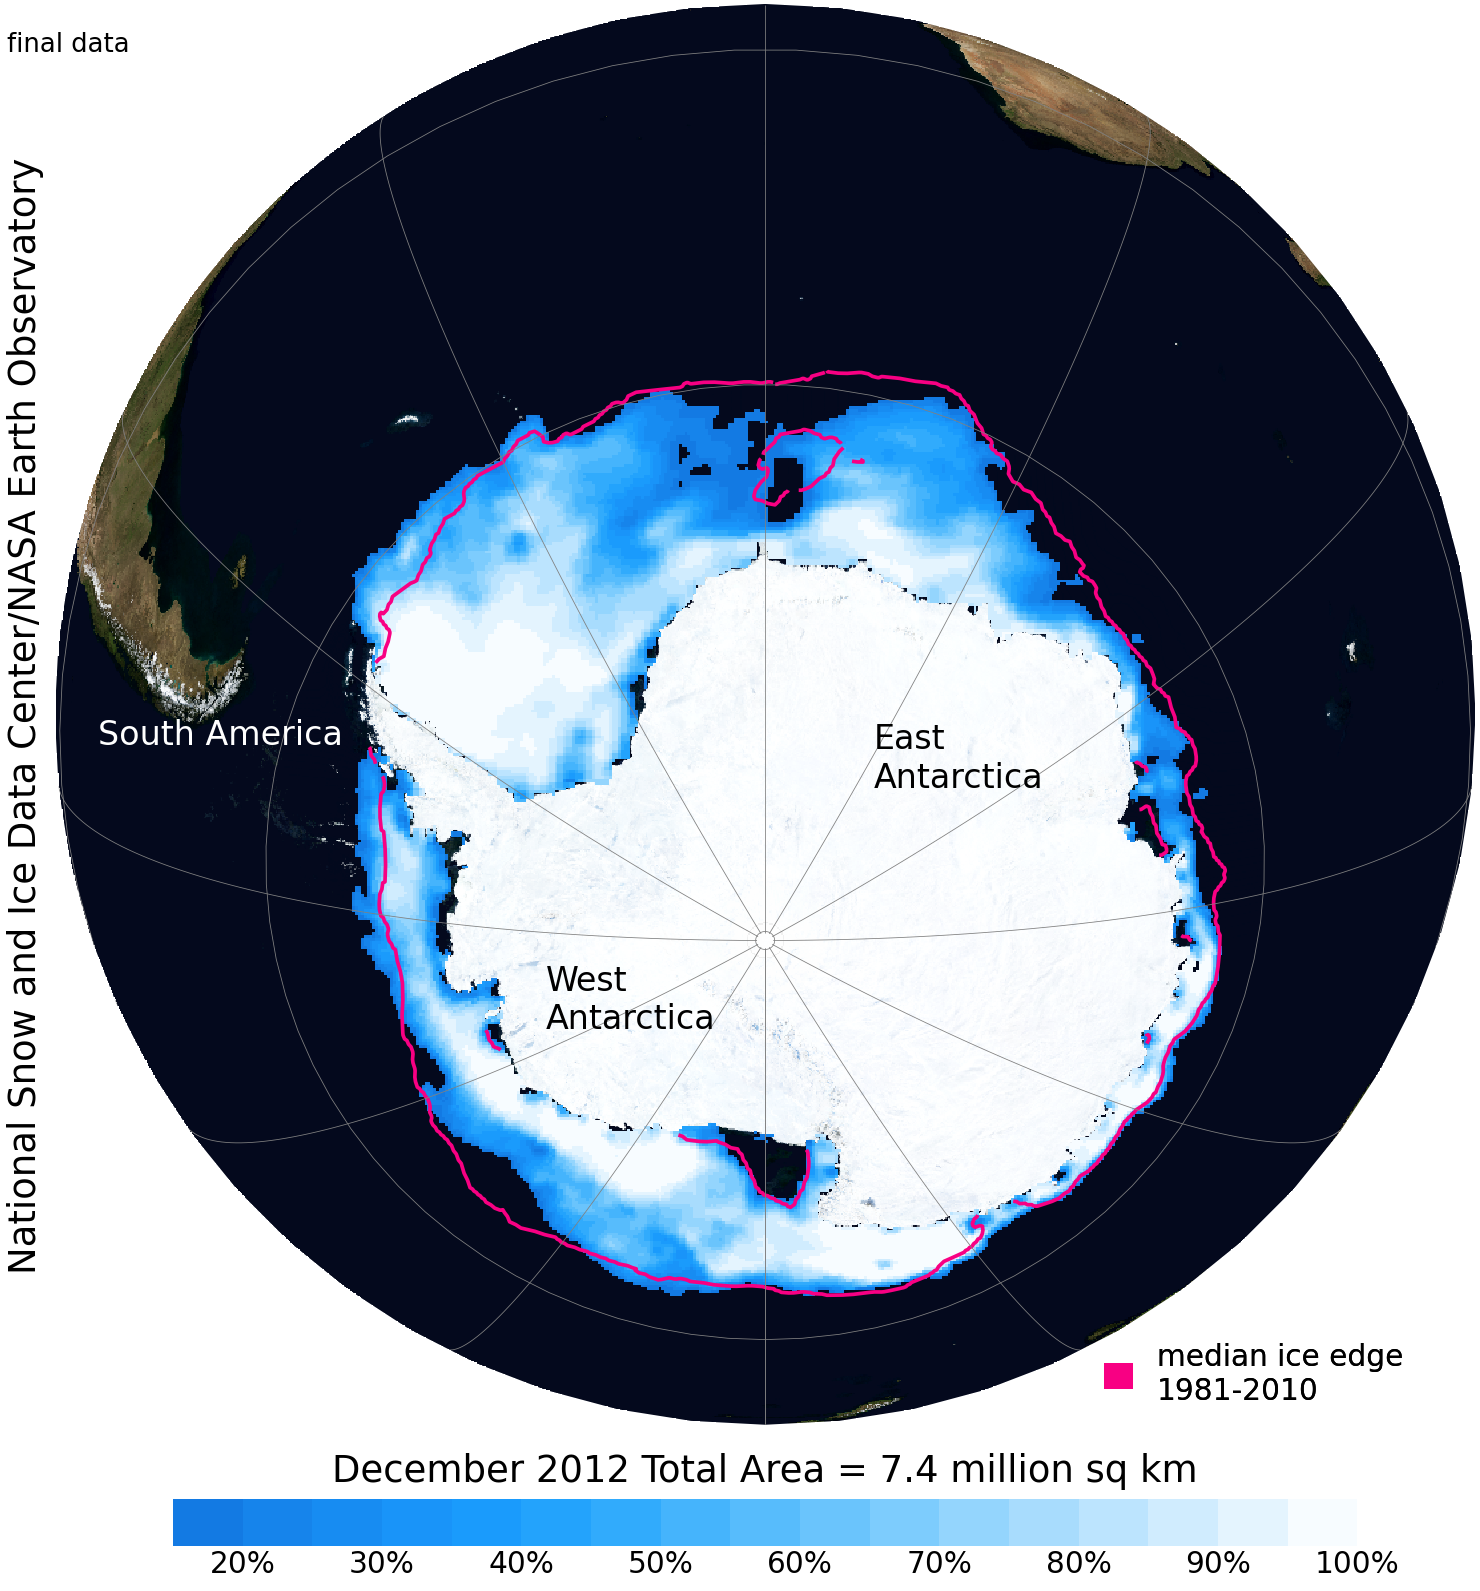 final data
National Snow and Ice Data Center/NASA Earth Observatory
South America
East
Antarctica
West
Antarctica
median ice edge
1981-2010
December 2012 Total Area = 7.4 million sq km
20% 30% 40% 50% 60% 70% 80% 90% 100%